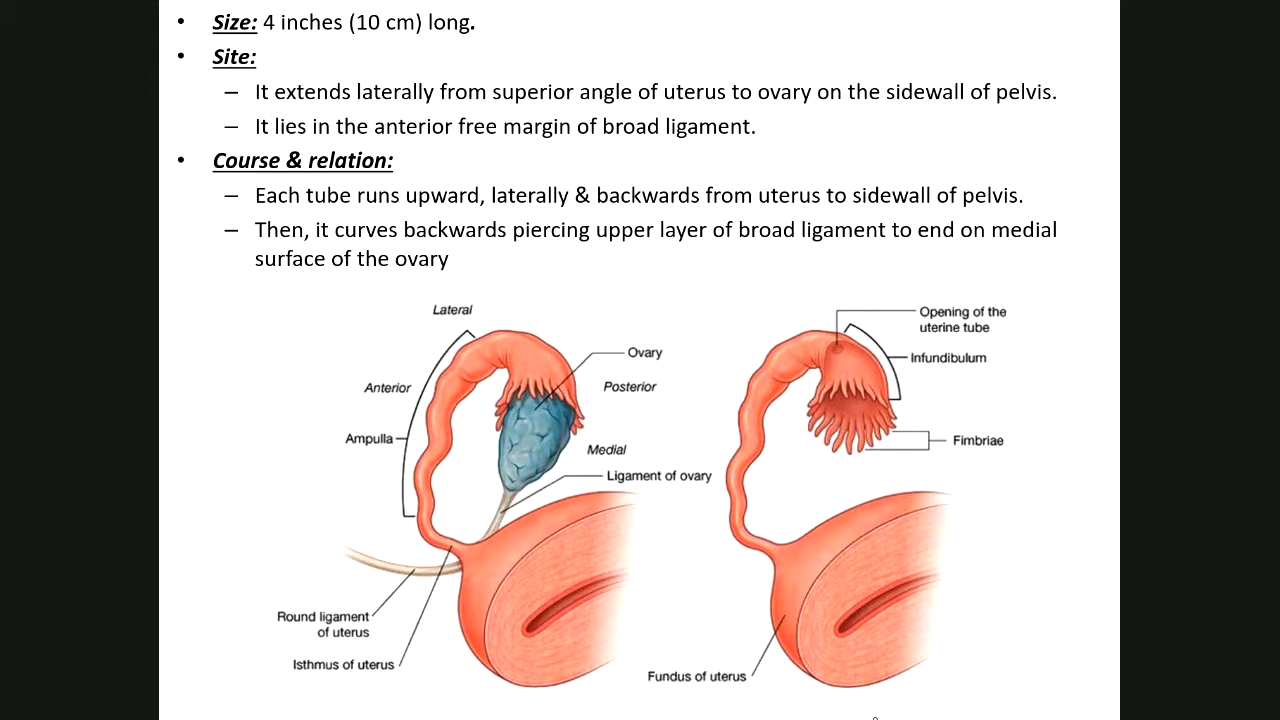 • Size: 4 inches (10 cm) long.
• Site:
– It extends laterally from superior angle of uterus to ovary on the sidewall of pelvis.
– It lies in the anterior free margin of broad ligament.
• Course & relation:
– Each tube runs upward, laterally & backwards from uterus to sidewall of pelvis.
– Then, it curves backwards piercing upper layer of broad ligament to end on medial
surface of the ovary
Lateral
Ovary
Anterior
Posterior
Ampulla
Medial
Ligament of ovary
Round ligament
of uterus
Isthmus of uterus
Opening of the
uterine tube
Infundibulum
Fimbriae
Fundus of uterus